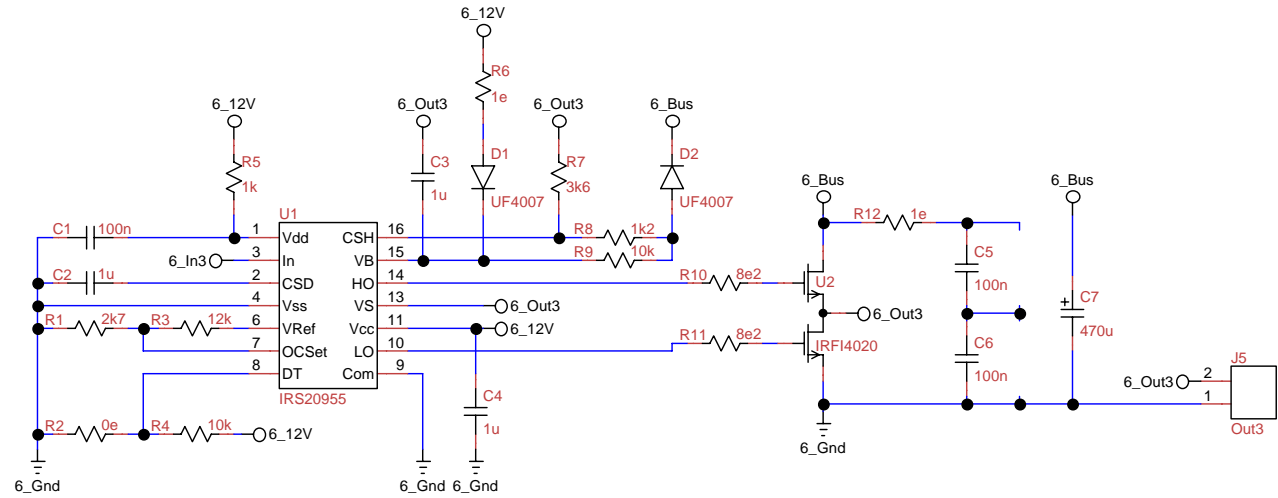 6_12V
R6
1e
6_12V
6_Out3
6_Out3
6_Bus
R5
1k
C3
1u
D1
UF4007
R7
3k6
D2
UF4007
6_Bus
6_Bus
U1
C1 100n
1 Vdd
CSH 16
R8 1k2
R12 1e
6_In3
3 In
VB 15
R9 10k
C5
100n
C2 1u
2 CSD
HO 14
R10 8e2
U2
4 Vss
VS 13
6_Out3
6_Out3
C7
470u
R1 2k7
R3 12k
6 VRef
Vcc 11
6_12V
R11 8e2
IRFI4020
7 OCSet
LO 10
C6
100n
J5
8 DT
Com 9
6_Out3
2
1
IRS20955
C4
1u
Out3
R2 0e
R4 10k
6_12V
6_Gnd
6_Gnd
6_Gnd
6_Gnd